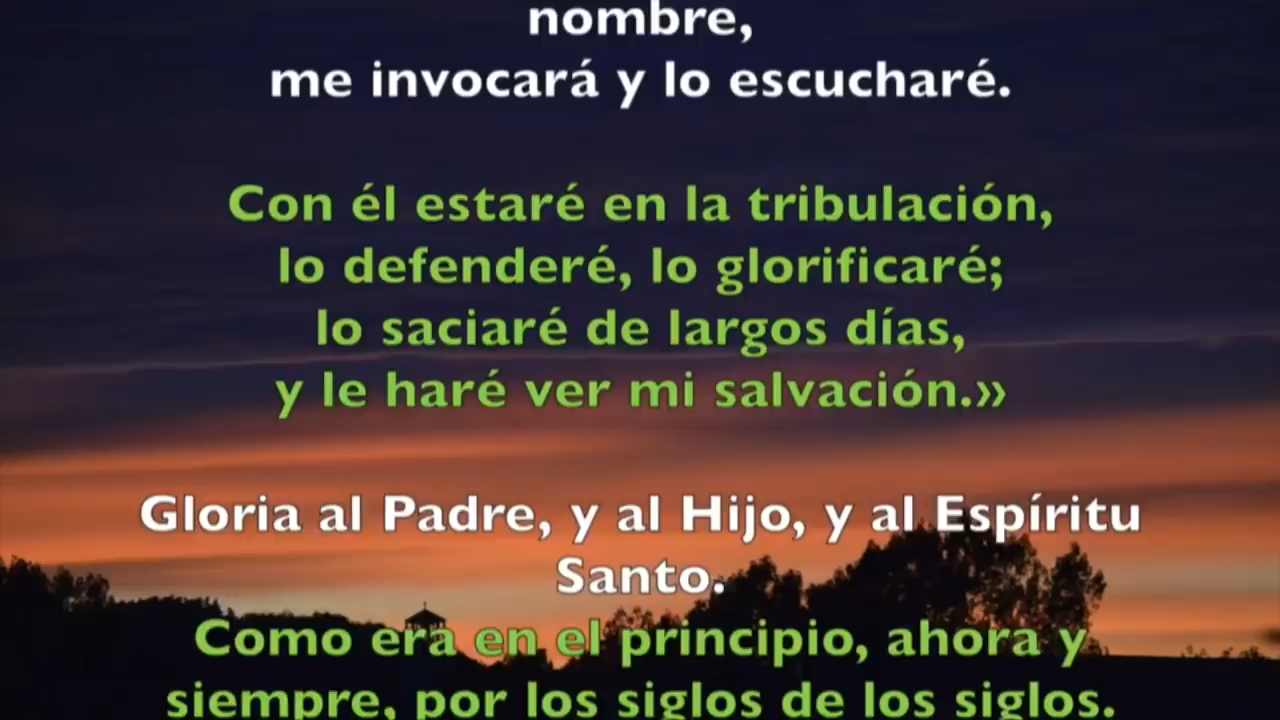 nombre,
me invocará y lo escucharé.
Con él estaré en la tribulación,
lo defenderé, lo glorificaré;
lo saciaré de largos días,
y le haré ver mi salvación.»
Gloria al Padre, y al Hijo, y al Espíritu
Santo.
Como era en el principio, ahora y
siempre, por los siglos de los siglos.